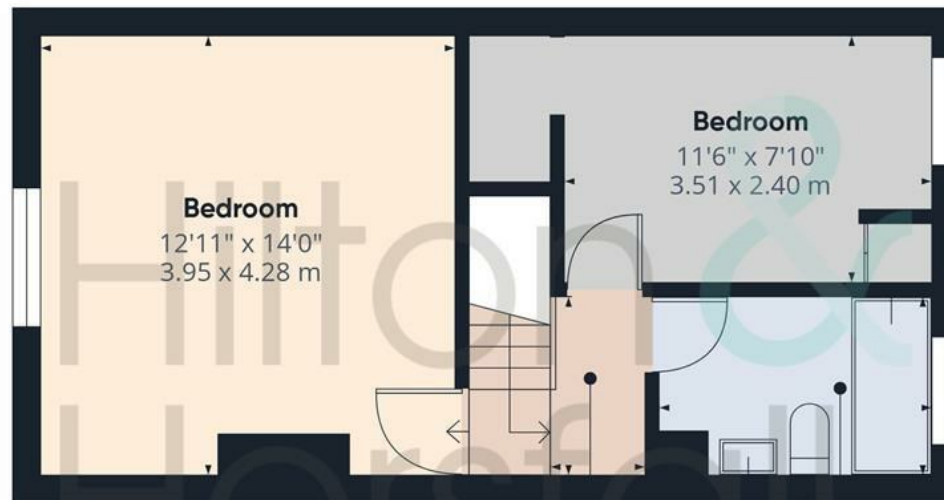 Bedroom
12'11" x 14'0"
3.95 x 4.28 m
Bedroom
11'6" x 7'10"
3.51 x 2.40 m
Hilton &
Horsfall